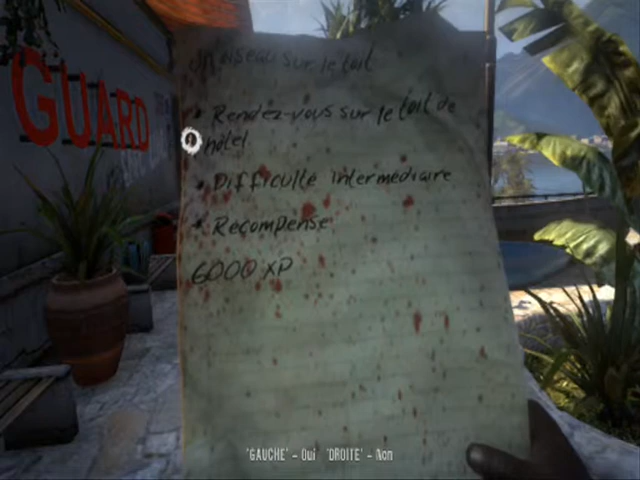 GUARD
Un oiseau sur le toit
• Rendez-vous sur le toit de
hôtel
• Difficulté intermédiaire
• Recompense
6000 XP
'GAUCHE' - Oui 'DROITE' - Non